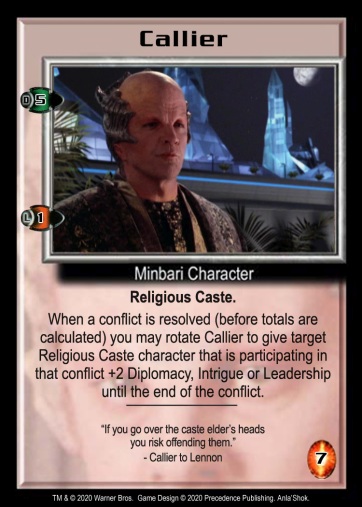 Callier
D 5
L 1
Minbari Character
Religious Caste.
When a conflict is resolved (before totals are
calculated) you may rotate Callier to give target
Religious Caste character that is participating in
that conflict +2 Diplomacy, Intrigue or Leadership
until the end of the conflict.
“If you go over the caste elder's heads
you risk offending them.”
- Callier to Lennon
7
TM & © 2020 Warner Bros. Game Design © 2020 Precedence Publishing. Anla'Shok.